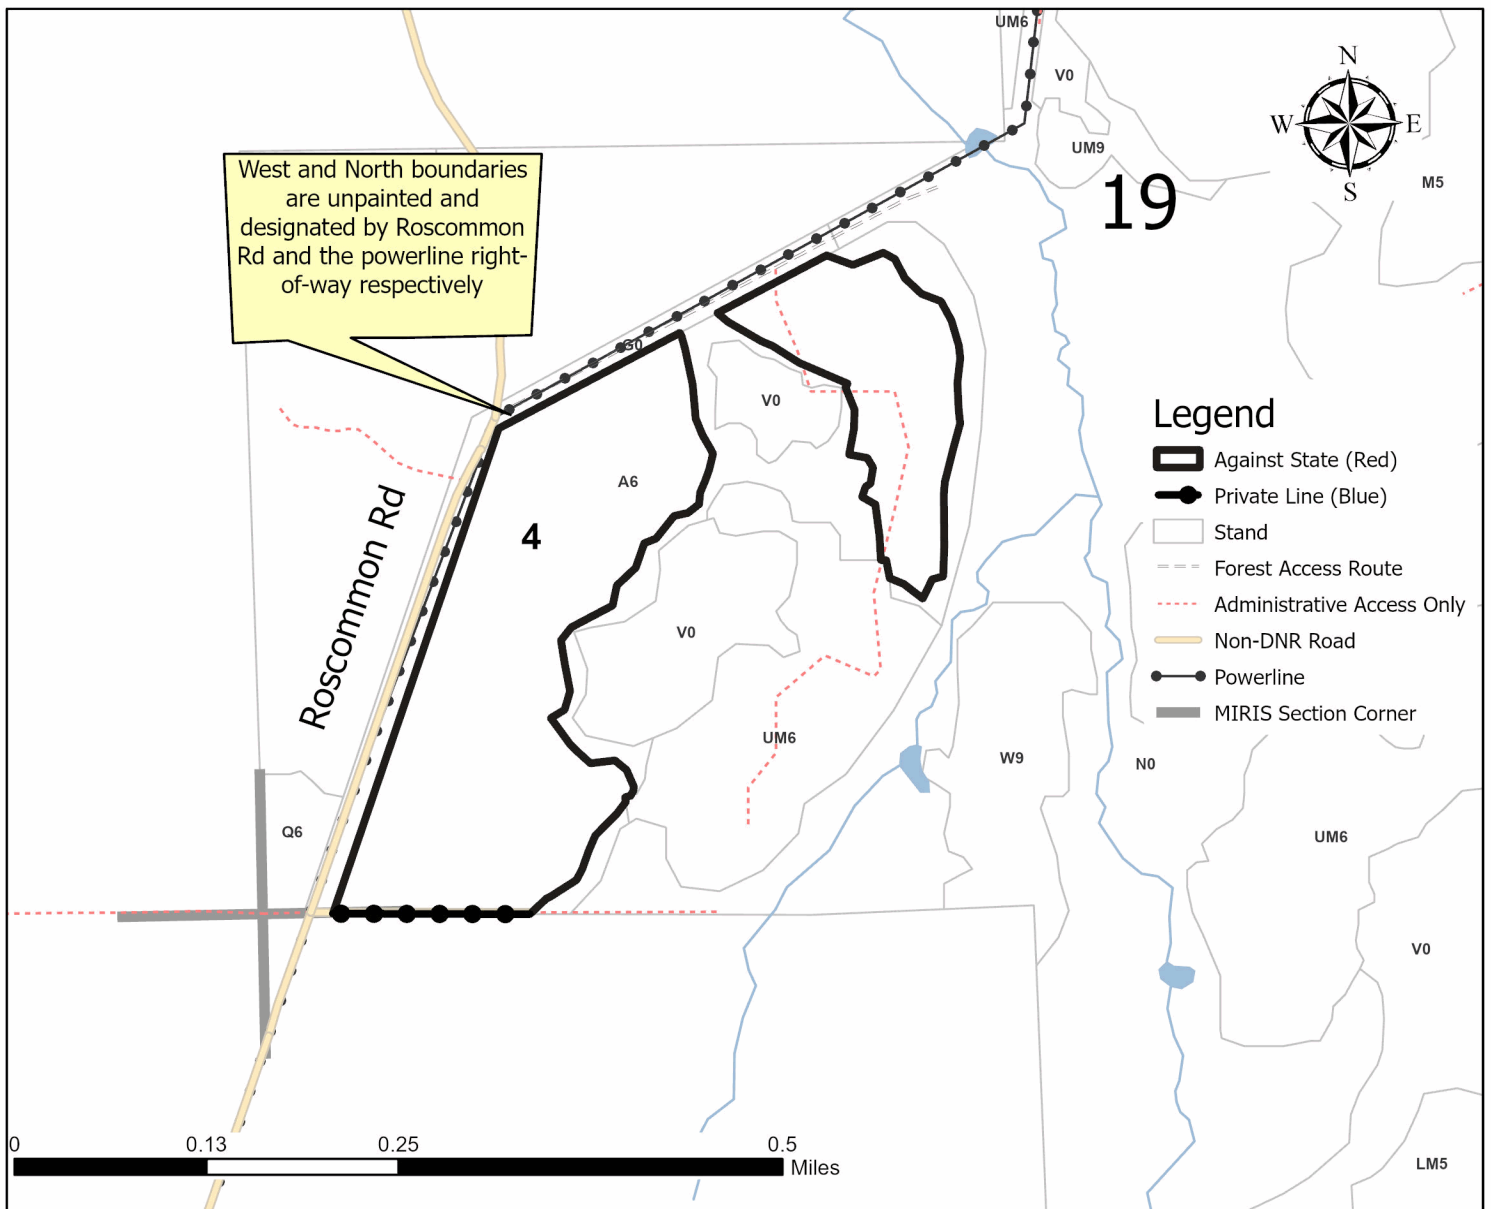 UM6
V0
N
W
E
S
UM9
19
M5
West and North boundaries
are unpainted and
designated by Roscommon
Rd and the powerline right-
of-way respectively
G0
V0
A6
4
Roscommon Rd
V0
UM6
W9
N0
Q6
UM6
V0
LM5
Legend
Against State (Red)
Private Line (Blue)
Stand
Forest Access Route
Administrative Access Only
Non-DNR Road
Powerline
MIRIS Section Corner
0
0.13
0.25
0.5
Miles